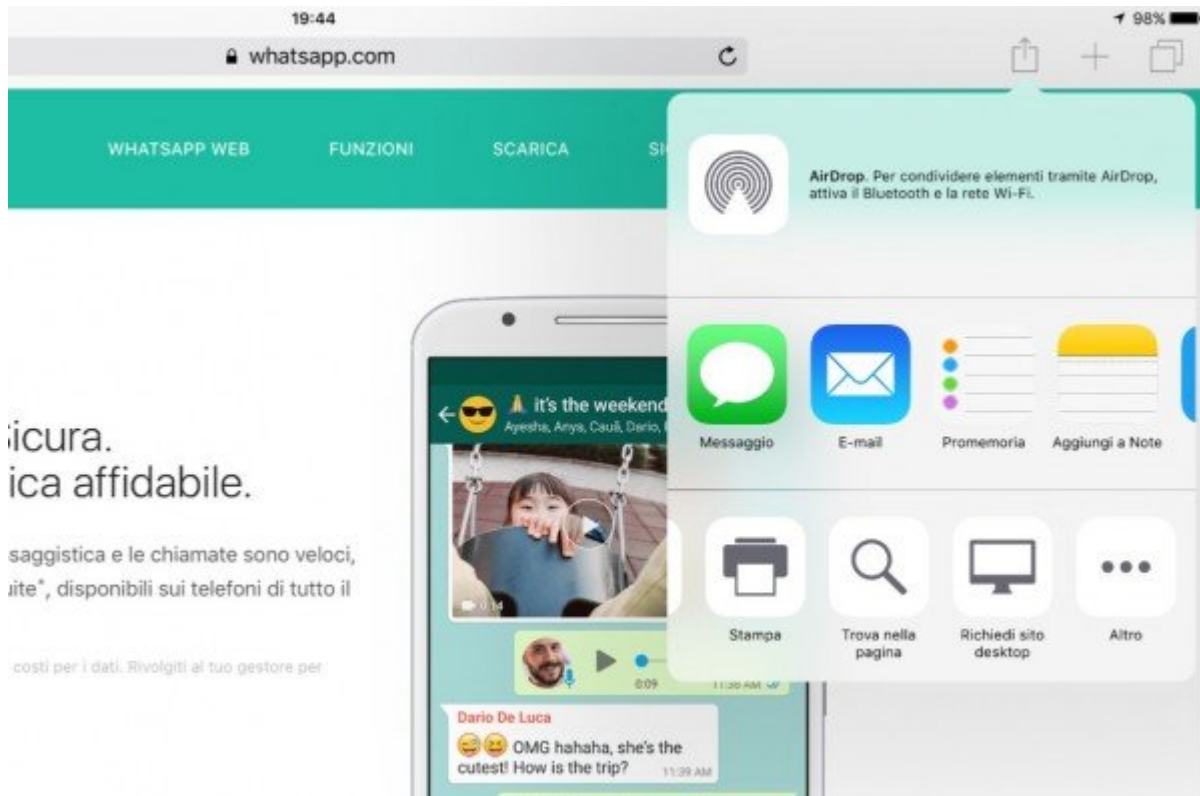 19:44
98%
whatsapp.com
WHATSAPP WEB
FUNZIONI
SCARICA
AirDrop. Per condividere elementi tramite AirDrop,
attiva il Bluetooth e la rete Wi-Fi.
Messaggio
E-mail
Promemoria
Aggiungi a Note
Stampa
Trova nella
pagina
Richiedi sito
desktop
Altro
icura.
ica affidabile.
saggistica e le chiamate sono veloci,
uite*, disponibili sui telefoni di tutto il
costi per i dati. Rivolgiti al tuo gestore per
it's the weekend
Ayesha, Anya, Cauã, Dario,
0:14
0:09
11:38 AM
Dario De Luca
OMG hahaha, she's the
cutest! How is the trip?
11:39 AM